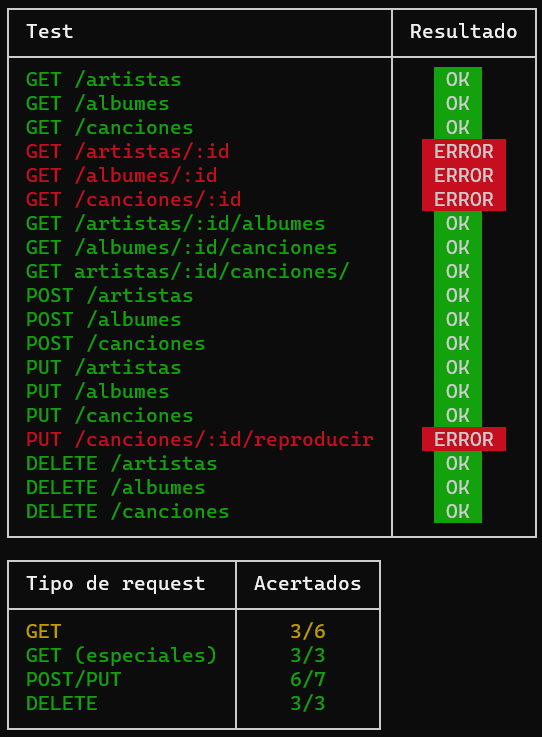 Test Resultado
GET /artistas OK
GET /albumes OK
GET /canciones OK
GET /artistas/:id ERROR
GET /albumes/:id ERROR
GET /canciones/:id ERROR
GET /artistas/:id/albumes OK
GET /albumes/:id/canciones OK
GET artistas/:id/canciones/ OK
POST /artistas OK
POST /albumes OK
POST /canciones OK
PUT /artistas OK
PUT /albumes OK
PUT /canciones OK
PUT /canciones/:id/reproducir ERROR
DELETE /artistas OK
DELETE /albumes OK
DELETE /canciones OK
Tipo de request Acertados
GET 3/6
GET (especiales) 3/3
POST/PUT 6/7
DELETE 3/3